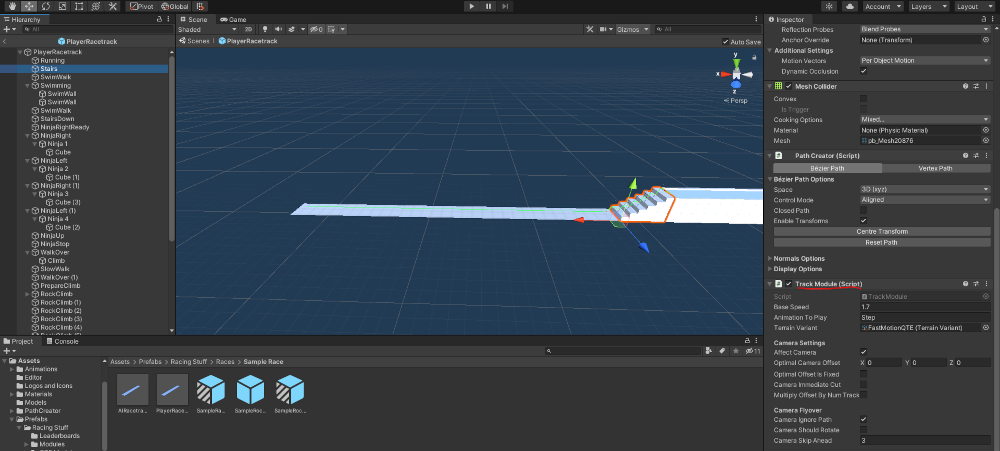 Pivot Global Account Layers Layout
Hierarchy
All
PlayerRacetrack
PlayerRacetrack
Running
Stairs
SwimWalk
Swimming
SwimWall
SwimWall
SwimWalk
StairsDown
NinjaRightReady
NinjaRight
Ninja 1
Cube
NinjaLeft
Ninja 2
Cube (1)
NinjaRight (1)
Ninja 3
Cube (3)
NinjaLeft (1)
Ninja 4
Cube (2)
NinjaUp
NinjaStop
WalkOver
Climb
SlowWalk
WalkOver (1)
PrepareClimb
RockClimb
RockClimb (1)
RockClimb (2)
RockClimb (3)
RockClimb (4)
Scene Game
Shaded 2D 0 Gizmos All
Scenes PlayerRacetrack Auto Save
y
x
z
Persp
Project Console
11
Assets
Animations
Editor
Logos and Icons
Materials
Models
PathCreator
Prefabs
Racing Stuff
Leaderboards
Modules
Assets > Prefabs > Racing Stuff > Races > Sample Race
AIRacetra... PlayerRace... SampleRa... SampleRoc... SampleRoc...
Inspector
Reflection Probes Blend Probes
Anchor Override None (Transform)
Additional Settings
Motion Vectors Per Object Motion
Dynamic Occlusion
Mesh Collider
Convex
Is Trigger
Cooking Options Mixed...
Material None (Physic Material)
Mesh pb_Mesh20876
Path Creator (Script)
Bézier Path Vertex Path
Bézier Path Options
Space 3D (xyz)
Control Mode Aligned
Closed Path
Enable Transforms
Centre Transform
Reset Path
Normals Options
Display Options
Track Module (Script)
Script TrackModule
Base Speed 1.7
Animation To Play Step
Terrain Variant FastMotionQTE (Terrain Variant)
Camera Settings
Affect Camera
Optimal Camera Offset X 0 Y 0 Z 0
Optimal Offset Is Fixed
Camera Immediate Cut
Multiply Offset By Num Track
Camera Flyover
Camera Ignore Path
Camera Should Rotate
Camera Skip Ahead 3